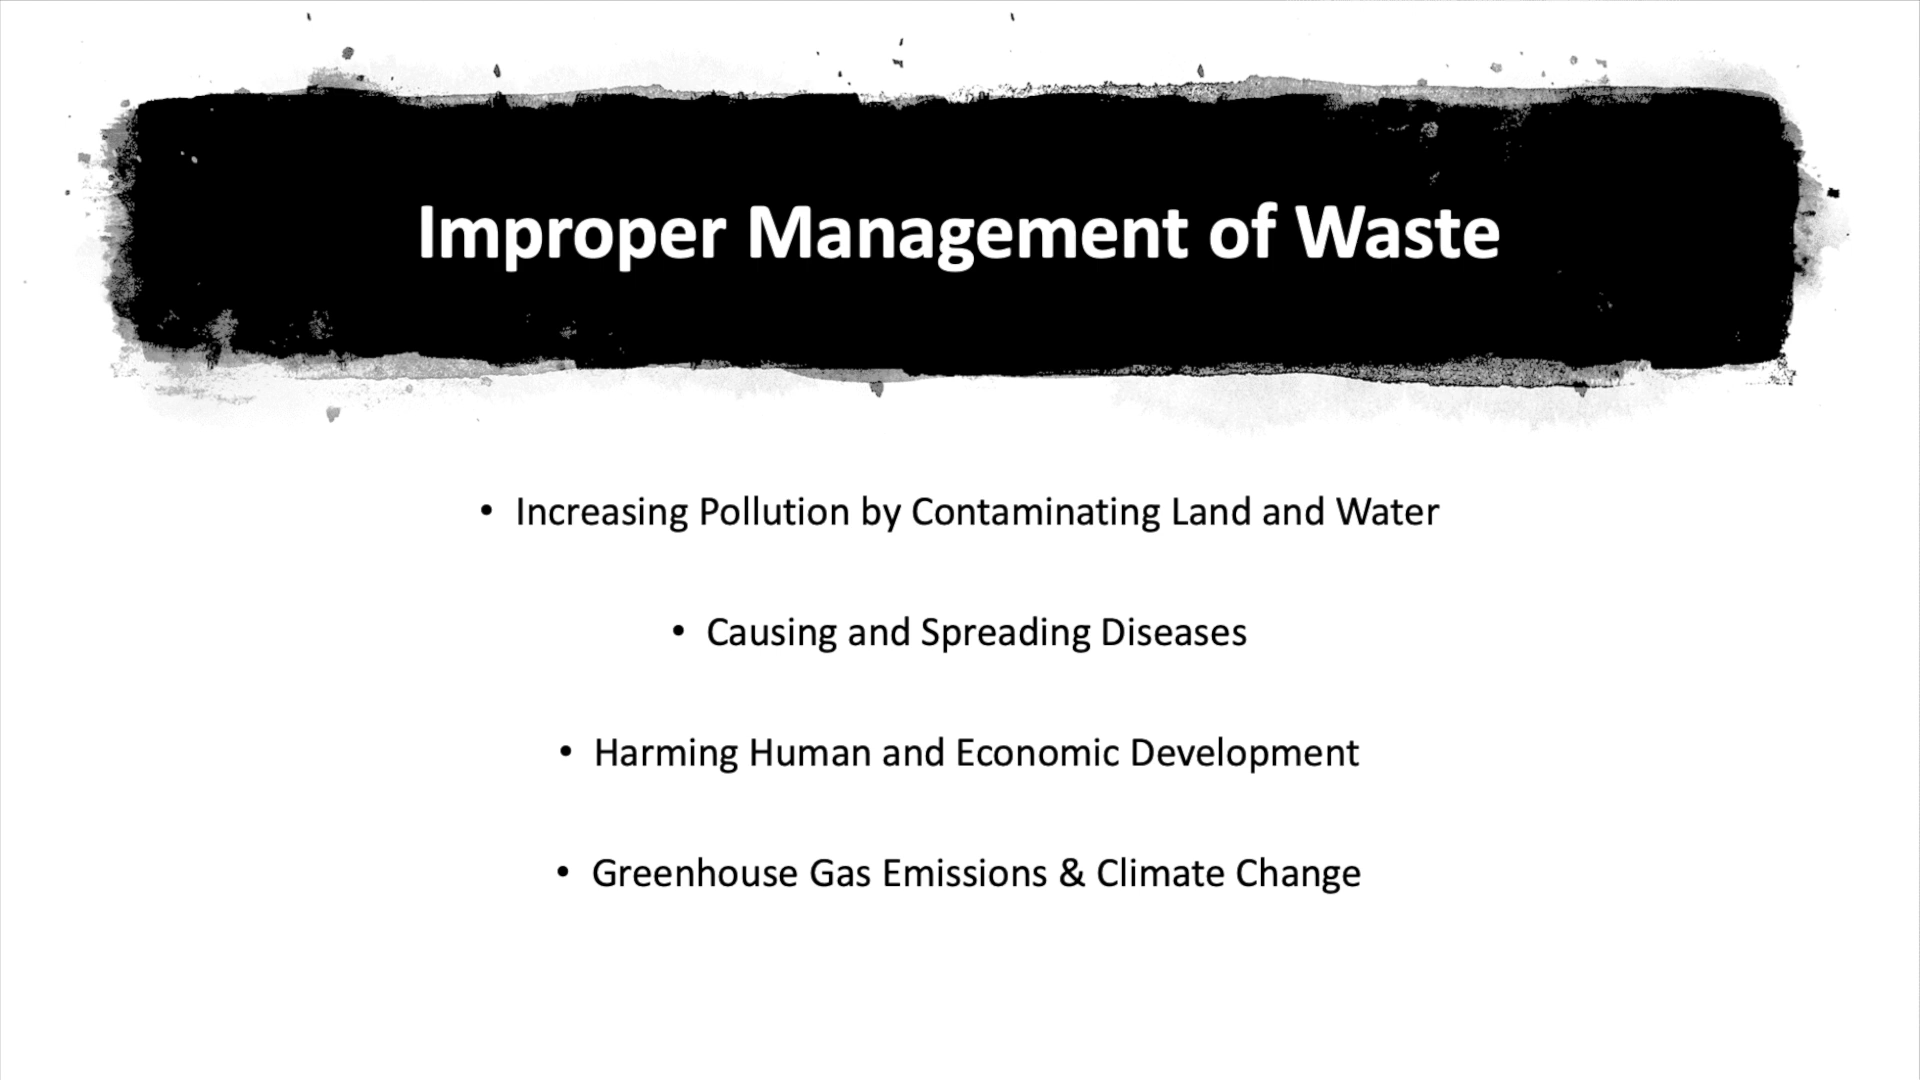 Improper Management of Waste
• Increasing Pollution by Contaminating Land and Water
• Causing and Spreading Diseases
• Harming Human and Economic Development
• Greenhouse Gas Emissions & Climate Change